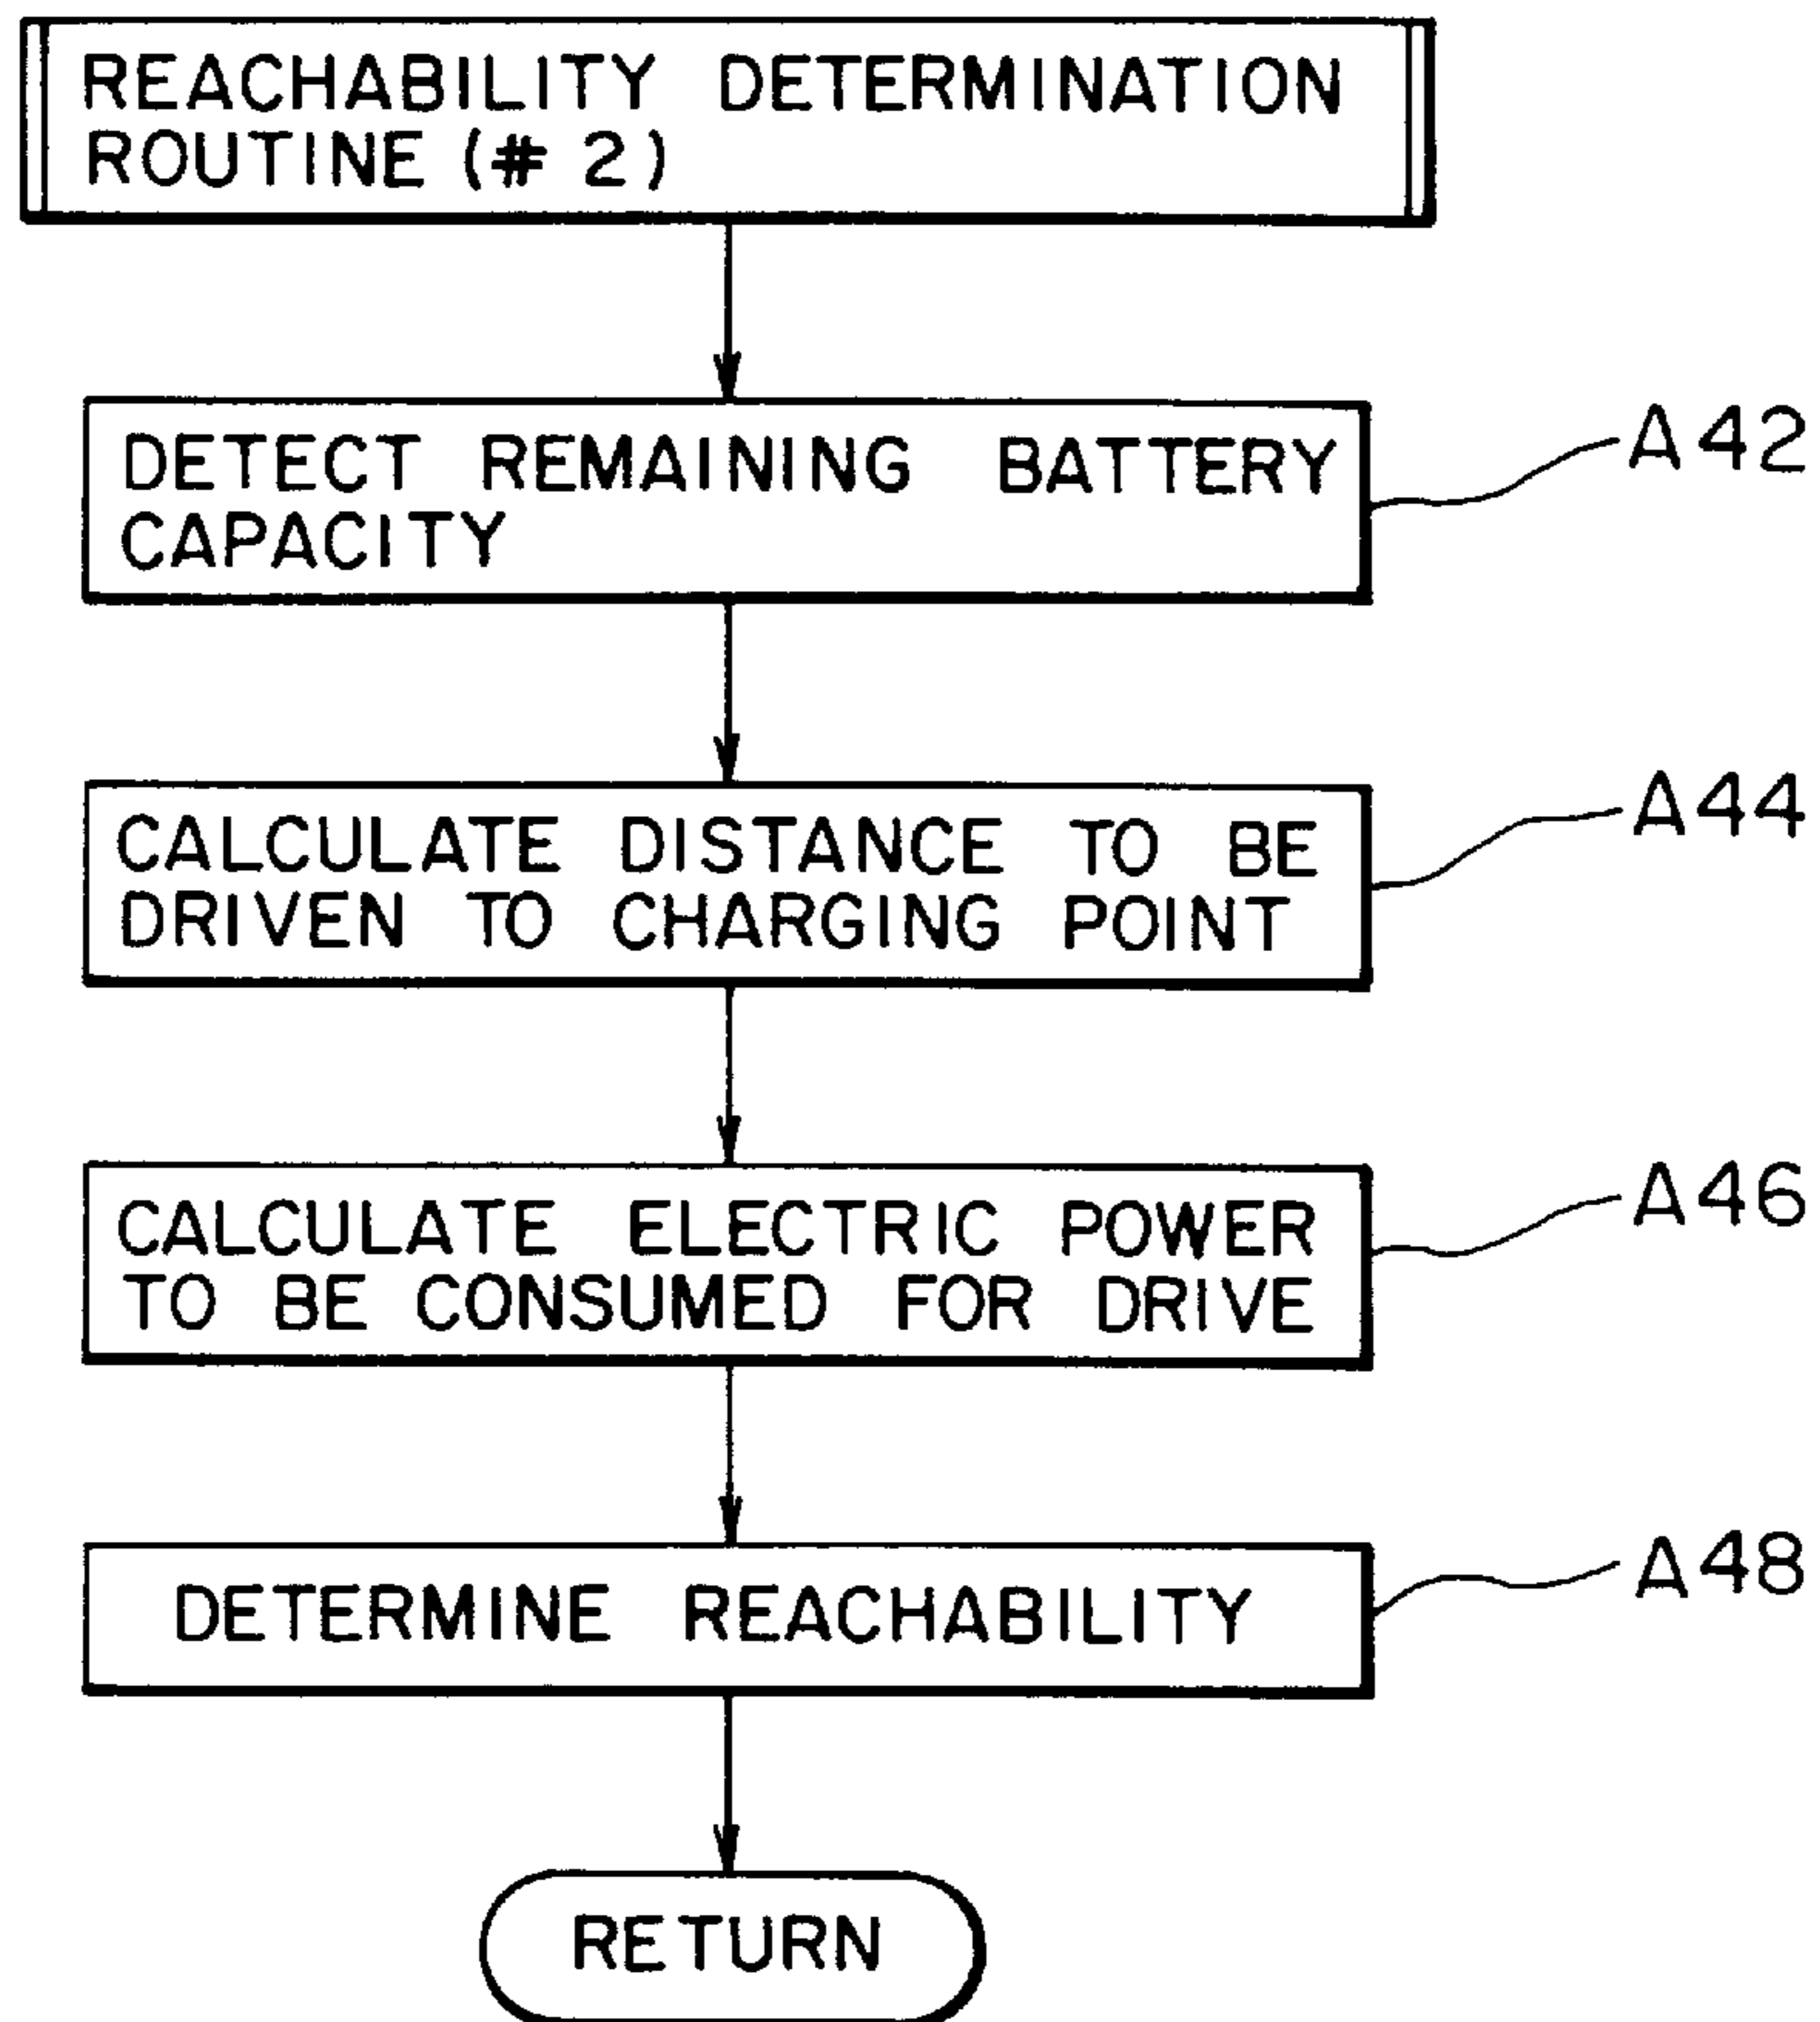 REACHABILITY DETERMINATION
ROUTINE (# 2)
DETECT REMAINING BATTERY
CAPACITY
A42
CALCULATE DISTANCE TO BE
DRIVEN TO CHARGING POINT
A44
CALCULATE ELECTRIC POWER
TO BE CONSUMED FOR DRIVE
A46
DETERMINE REACHABILITY
A48
RETURN